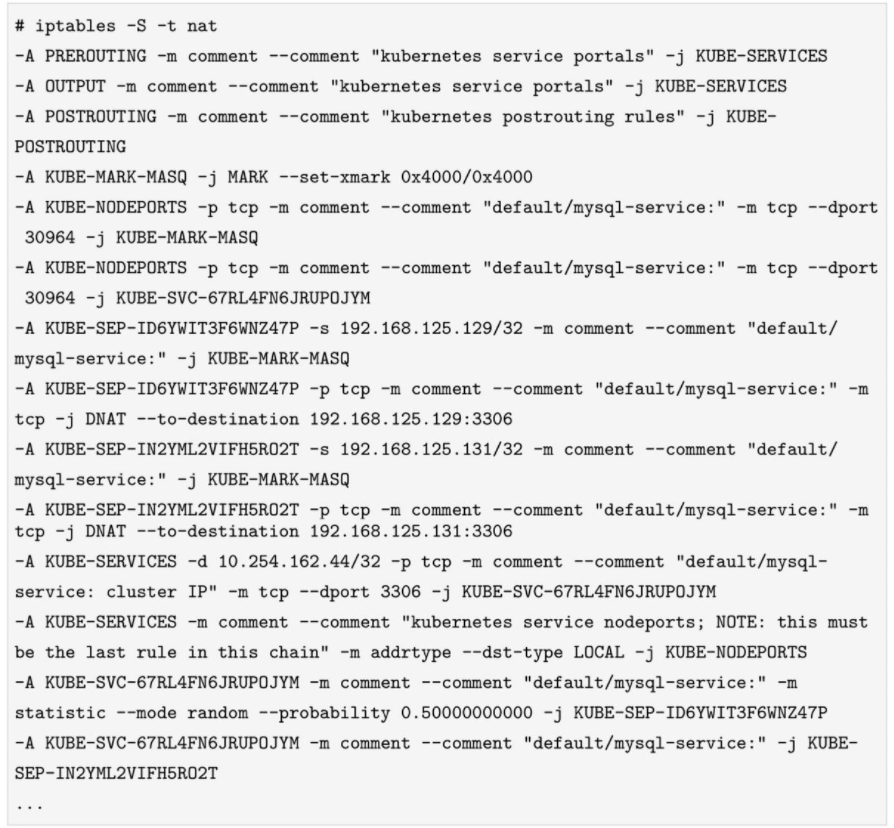 # iptables -S -t nat
-A PREROUTING -m comment --comment "kubernetes service portals" -j KUBE-SERVICES
-A OUTPUT -m comment --comment "kubernetes service portals" -j KUBE-SERVICES
-A POSTROUTING -m comment --comment "kubernetes postrouting rules" -j KUBE-
POSTROUTING
-A KUBE-MARK-MASQ -j MARK --set-xmark 0x4000/0x4000
-A KUBE-NODEPORTS -p tcp -m comment --comment "default/mysql-service:" -m tcp --dport
30964 -j KUBE-MARK-MASQ
-A KUBE-NODEPORTS -p tcp -m comment --comment "default/mysql-service:" -m tcp --dport
30964 -j KUBE-SVC-67RL4FN6JRUPOJYM
-A KUBE-SEP-ID6YWIT3F6WNZ47P -s 192.168.125.129/32 -m comment --comment "default/
mysql-service:" -j KUBE-MARK-MASQ
-A KUBE-SEP-ID6YWIT3F6WNZ47P -p tcp -m comment --comment "default/mysql-service:" -m
tcp -j DNAT --to-destination 192.168.125.129:3306
-A KUBE-SEP-IN2YML2VIFH5RO2T -s 192.168.125.131/32 -m comment --comment "default/
mysql-service:" -j KUBE-MARK-MASQ
-A KUBE-SEP-IN2YML2VIFH5RO2T -p tcp -m comment --comment "default/mysql-service:" -m
tcp -j DNAT --to-destination 192.168.125.131:3306
-A KUBE-SERVICES -d 10.254.162.44/32 -p tcp -m comment --comment "default/mysql-
service: cluster IP" -m tcp --dport 3306 -j KUBE-SVC-67RL4FN6JRUPOJYM
-A KUBE-SERVICES -m comment --comment "kubernetes service nodeports; NOTE: this must
be the last rule in this chain" -m addrtype --dst-type LOCAL -j KUBE-NODEPORTS
-A KUBE-SVC-67RL4FN6JRUPOJYM -m comment --comment "default/mysql-service:" -m
statistic --mode random --probability 0.50000000000 -j KUBE-SEP-ID6YWIT3F6WNZ47P
-A KUBE-SVC-67RL4FN6JRUPOJYM -m comment --comment "default/mysql-service:" -j KUBE-
SEP-IN2YML2VIFH5RO2T
...